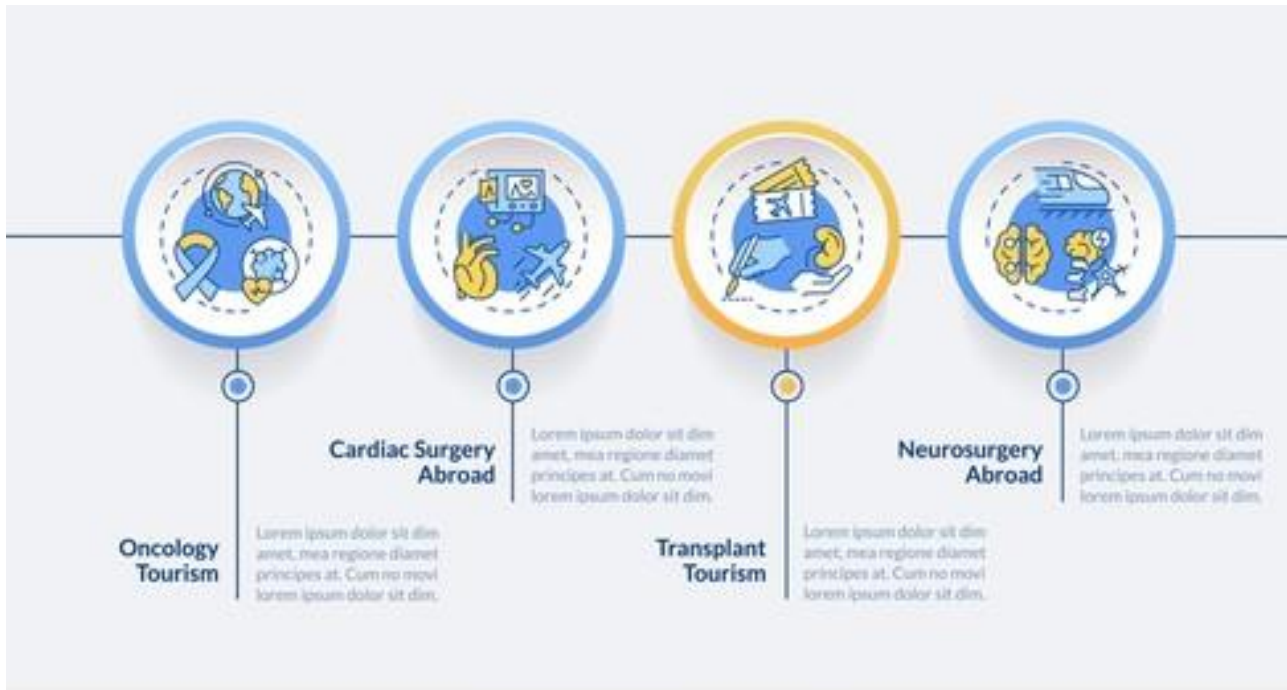 Cardiac Surgery
Abroad
Lorem ipsum dolor sit dim
amet, mea regione diamet
principes at. Cum no movi
lorem ipsum dolor sit dim.
Neurosurgery
Abroad
Lorem ipsum dolor sit dim
amet, mea regione diamet
principes at. Cum no movi
lorem ipsum dolor sit dim.
Oncology
Tourism
Lorem ipsum dolor sit dim
amet, mea regione diamet
principes at. Cum no movi
lorem ipsum dolor sit dim.
Transplant
Tourism
Lorem ipsum dolor sit dim
amet, mea regione diamet
principes at. Cum no movi
lorem ipsum dolor sit dim.